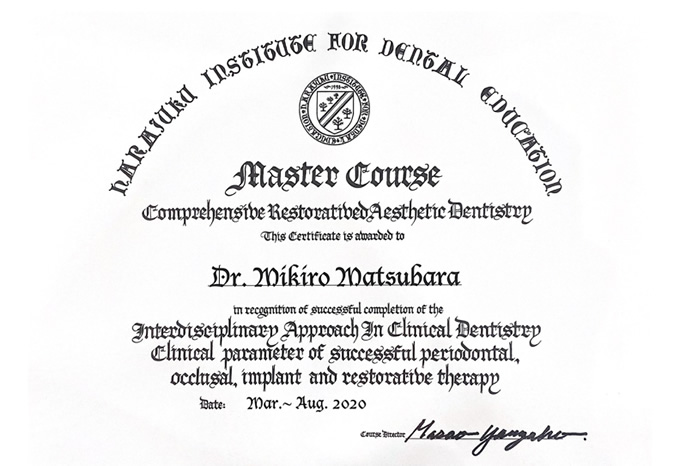 HARAJUKU INSTITUTE FOR DENTAL EDUCATION
Master Course
Comprehensive Restorative&Aesthetic Dentistry
This Certificate is awarded to
Dr. Mikiro Matsubara
in recognition of successful completion of the
Interdisciplinary Approach In Clinical Dentistry
Clinical parameter of successful periodontal,
occlusal, implant and restorative therapy
Date: Mar.~ Aug. 2020
Course Director Masao